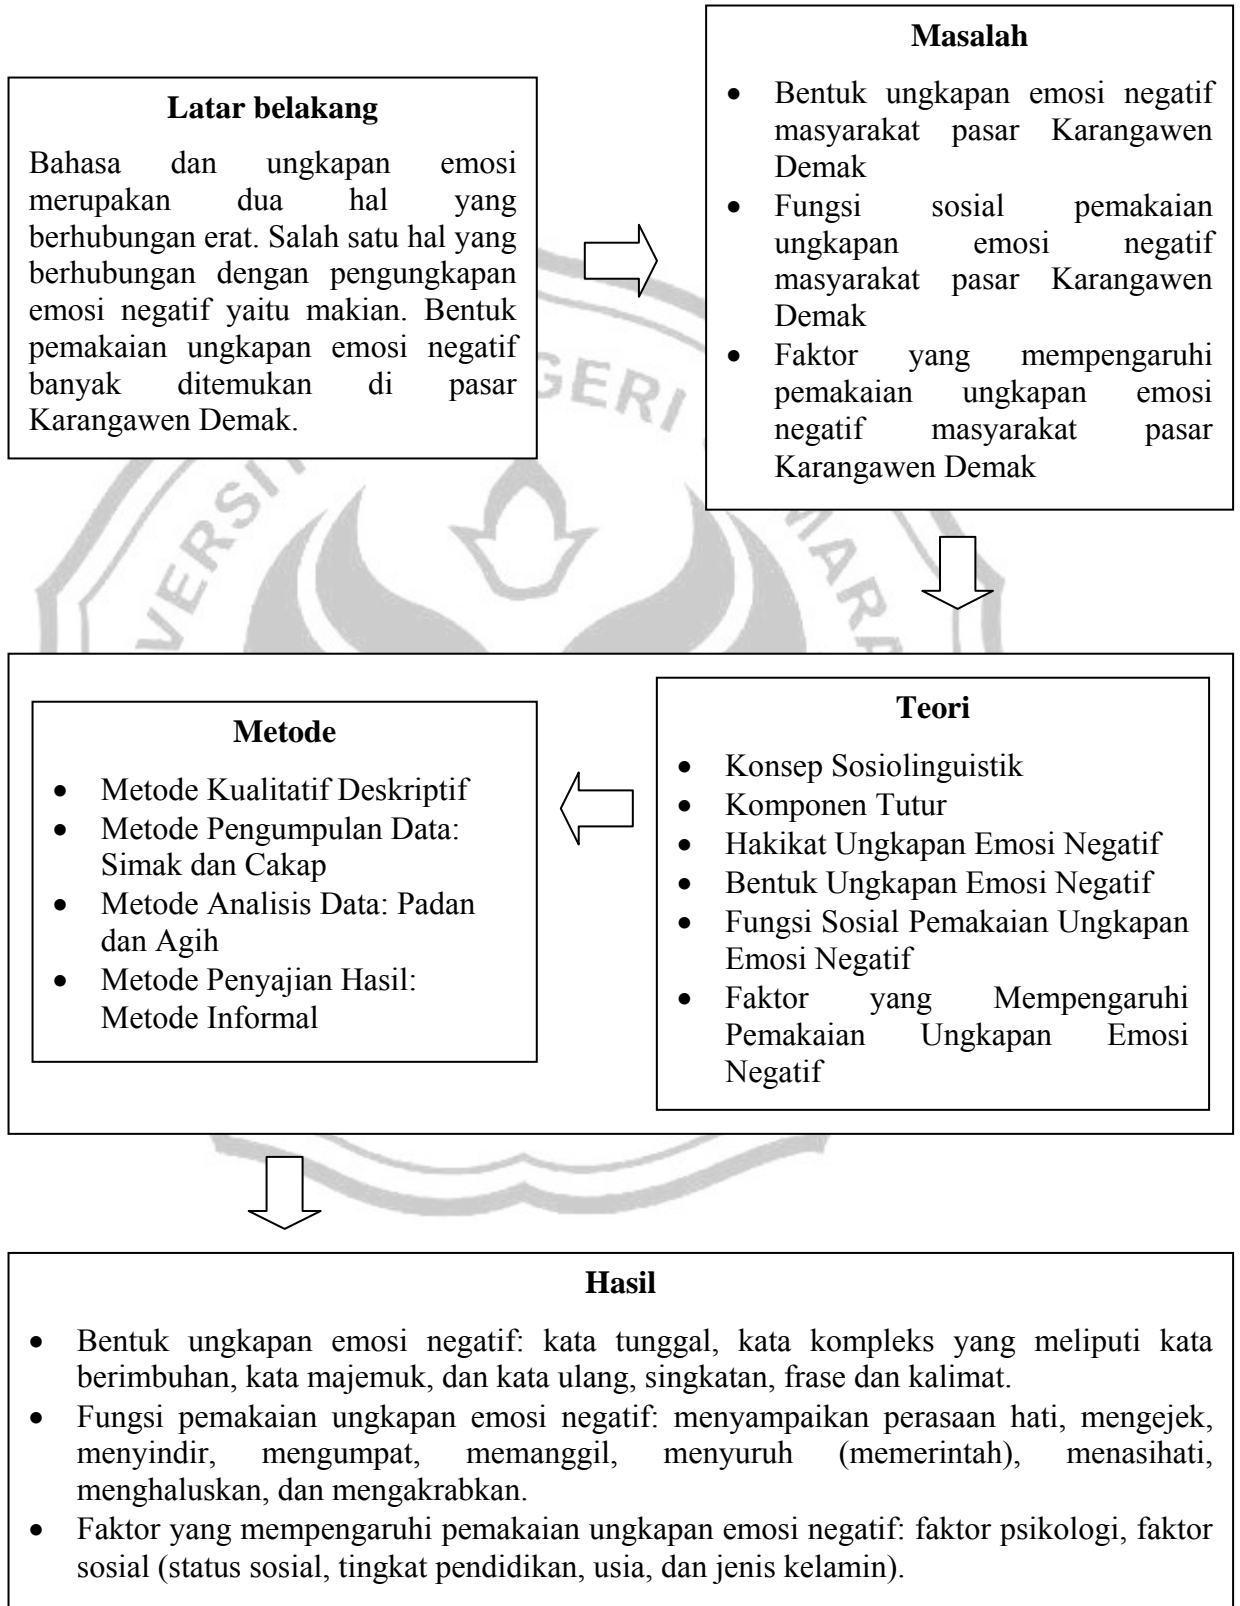 Latar belakang
Bahasa dan ungkapan emosi
merupakan dua hal yang
berhubungan erat. Salah satu hal yang
berhubungan dengan pengungkapan
emosi negatif yaitu makian. Bentuk
pemakaian ungkapan emosi negatif
banyak ditemukan di pasar
Karangawen Demak.
Masalah
• Bentuk ungkapan emosi negatif
masyarakat pasar Karangawen
Demak
• Fungsi sosial pemakaian
ungkapan emosi negatif
masyarakat pasar Karangawen
Demak
• Faktor yang mempengaruhi
pemakaian ungkapan emosi
negatif masyarakat pasar
Karangawen Demak
Teori
• Konsep Sosiolinguistik
• Komponen Tutur
• Hakikat Ungkapan Emosi Negatif
• Bentuk Ungkapan Emosi Negatif
• Fungsi Sosial Pemakaian Ungkapan
Emosi Negatif
• Faktor yang Mempengaruhi
Pemakaian Ungkapan Emosi
Negatif
Metode
• Metode Kualitatif Deskriptif
• Metode Pengumpulan Data:
Simak dan Cakap
• Metode Analisis Data: Padan
dan Agih
• Metode Penyajian Hasil:
Metode Informal
Hasil
• Bentuk ungkapan emosi negatif: kata tunggal, kata kompleks yang meliputi kata
berimbuhan, kata majemuk, dan kata ulang, singkatan, frase dan kalimat.
• Fungsi pemakaian ungkapan emosi negatif: menyampaikan perasaan hati, mengejek,
menyindir, mengumpat, memanggil, menyuruh (memerintah), menasihati,
menghaluskan, dan mengakrabkan.
• Faktor yang mempengaruhi pemakaian ungkapan emosi negatif: faktor psikologi, faktor
sosial (status sosial, tingkat pendidikan, usia, dan jenis kelamin).